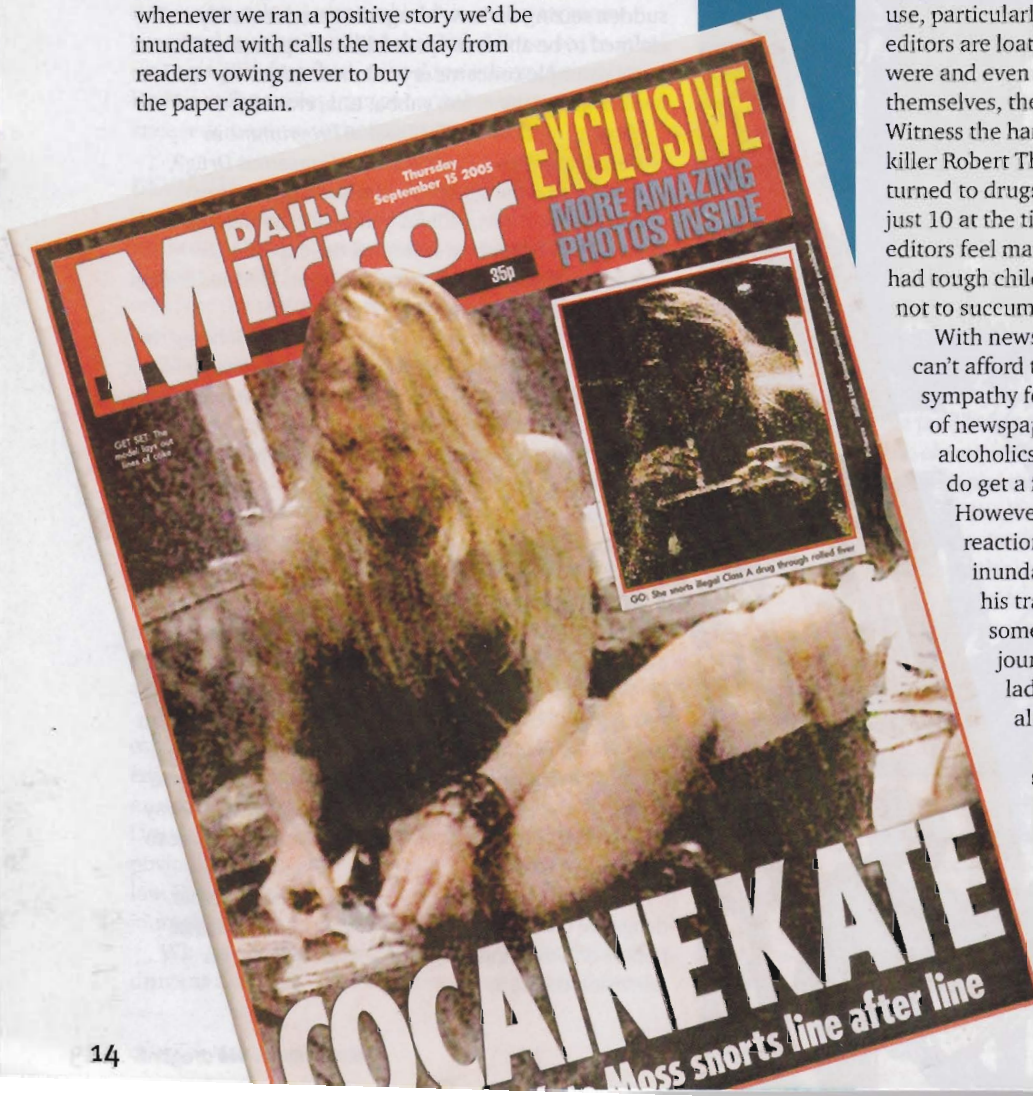 whenever we ran a positive story we'd be
inundated with calls the next day from
readers vowing never to buy
the paper again.
Thursday
September 15 2005
DAILY
Mirror
35p
EXCLUSIVE
MORE AMAZING
PHOTOS INSIDE
GET SET: The
model lays out
lines of coke
GO: She snorts illegal Class A drug through rolled fiver
COCAINE KATE
Moss snorts line after line
14
use, particularl
editors are loat
were and even
themselves, the
Witness the ha
killer Robert Th
turned to drugs
just 10 at the ti
editors feel ma
had tough chil
not to succum
With news
can't afford t
sympathy f
of newspa
alcoholics
do get a
However
reaction
inunda
his tra
some
jour
lad
al